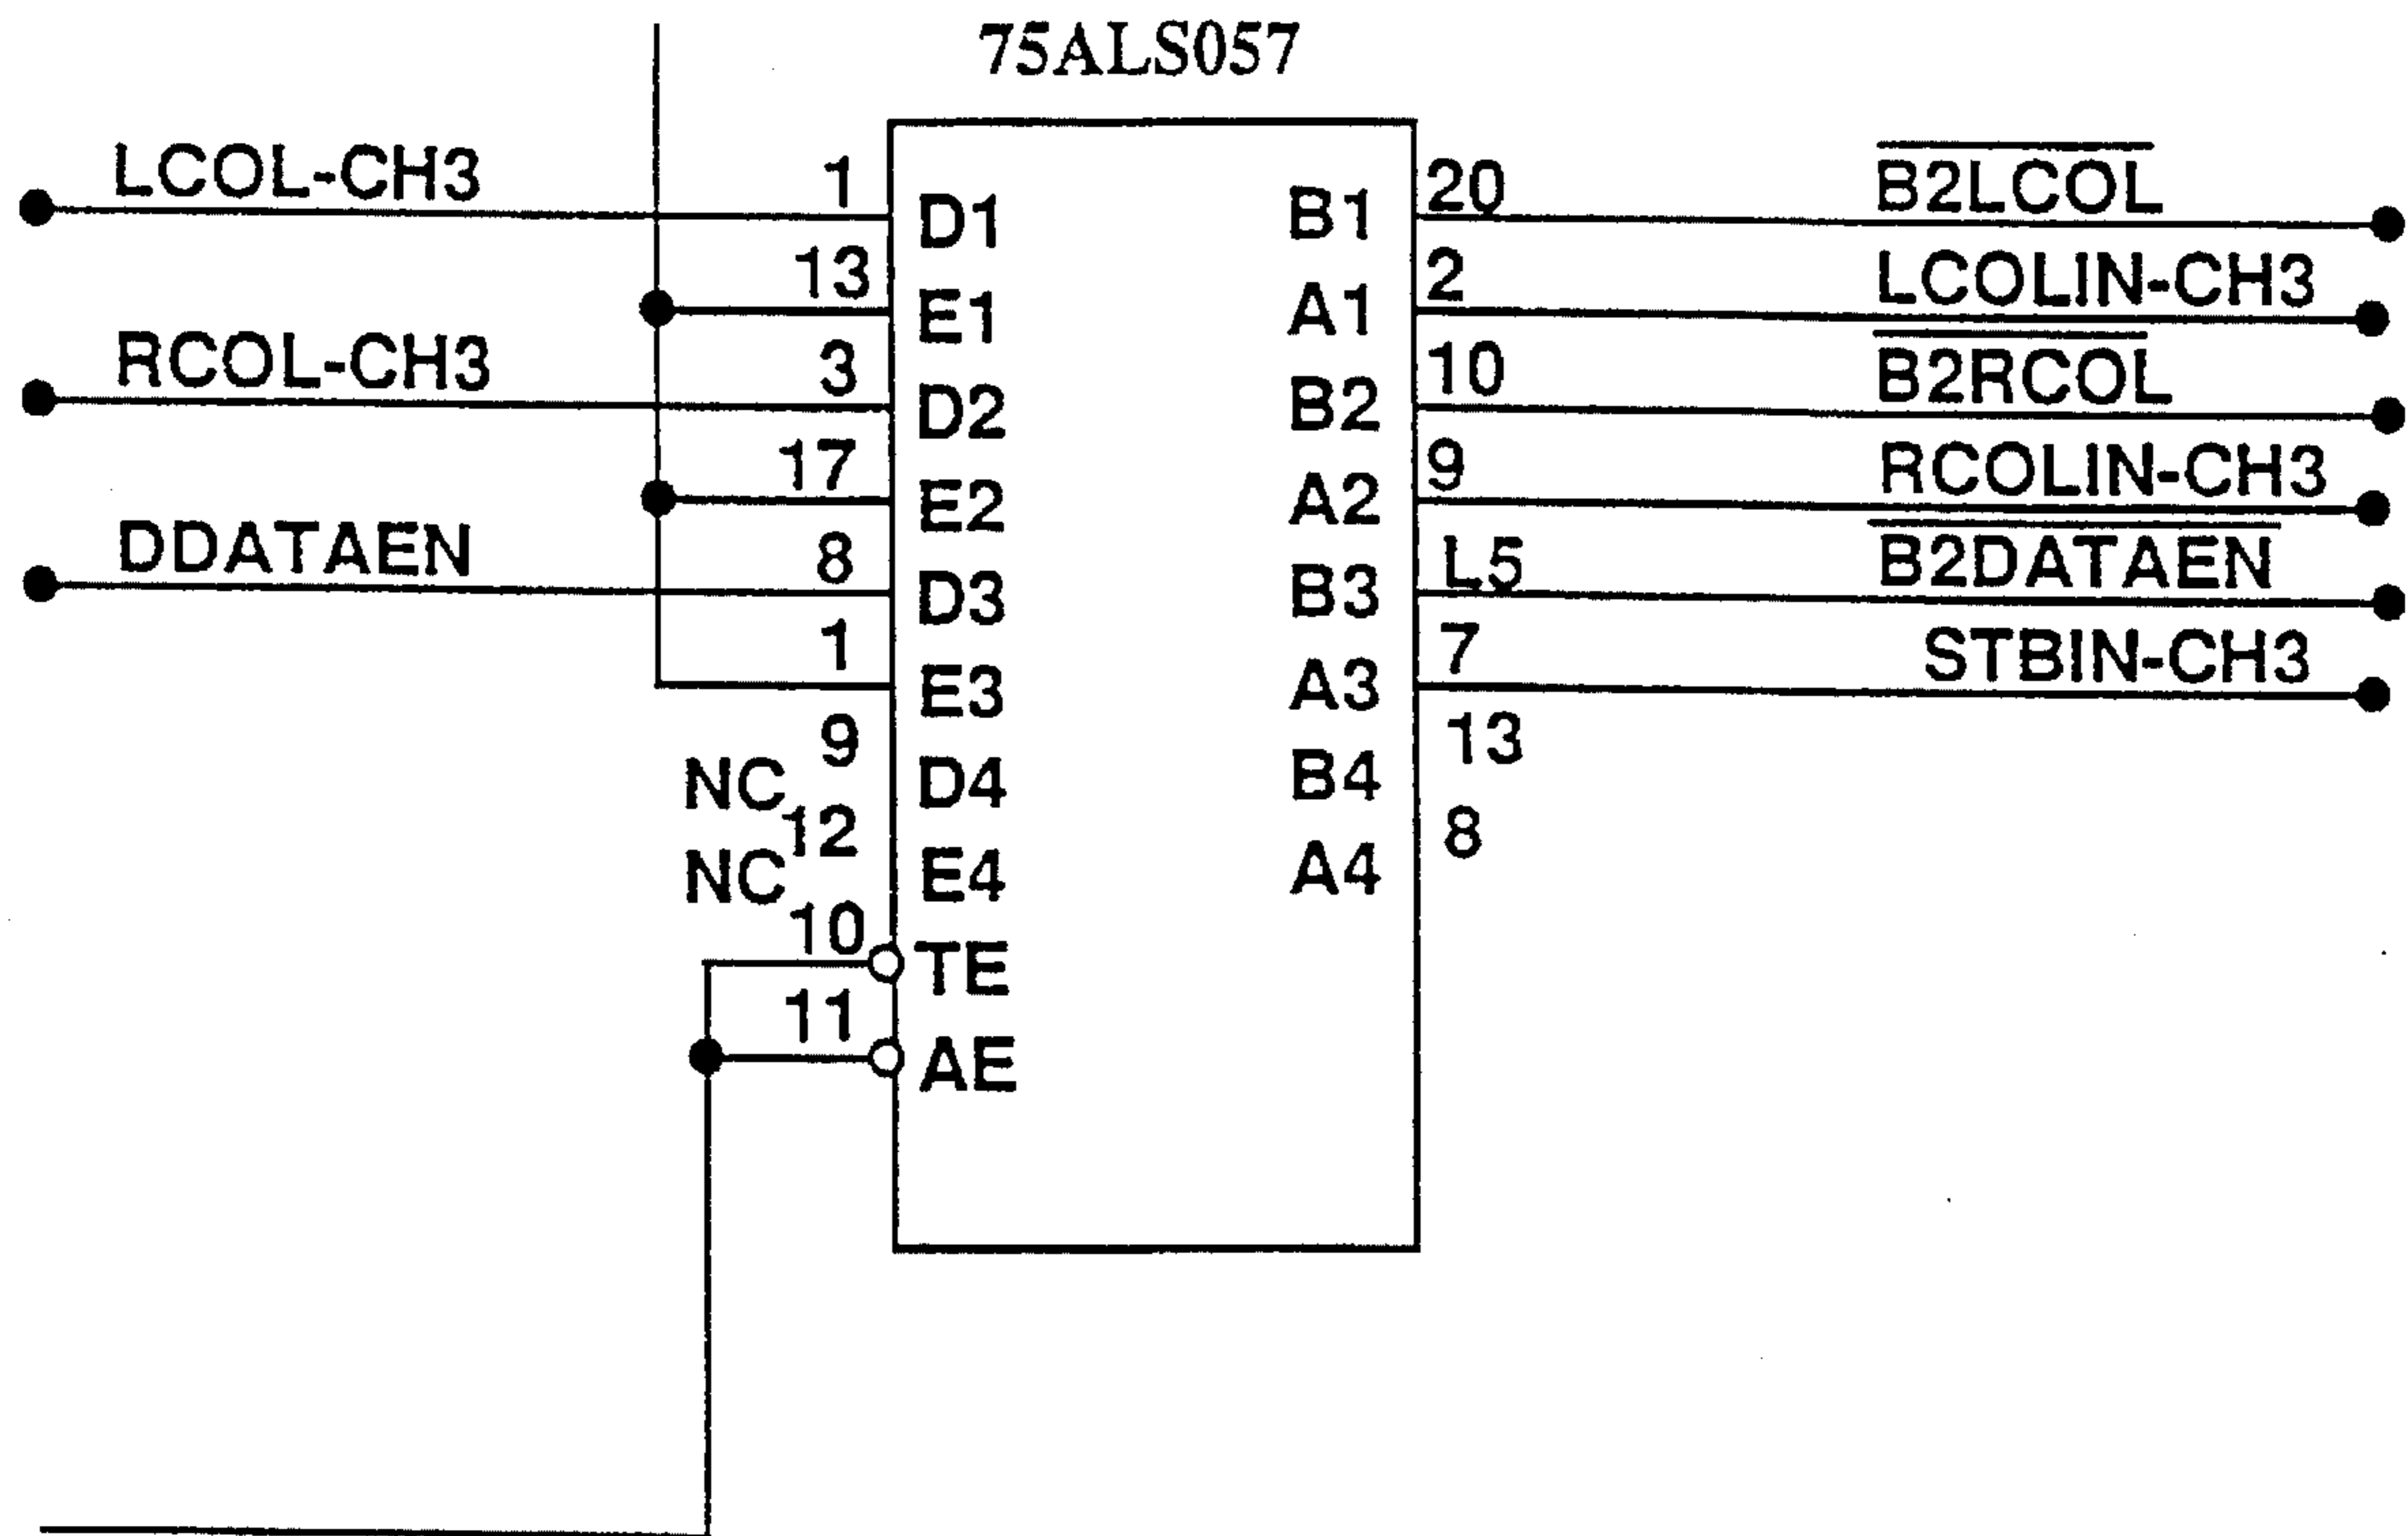 75ALS057
LCOL-CH3 1 D1 B1 20 B2LCOL
13 E1 A1 2 LCOLIN-CH3
RCOL-CH3 3 D2 B2 10 B2RCOL
17 E2 A2 9 RCOLIN-CH3
DDATAEN 8 D3 B3 L5 B2DATAEN
1 E3 A3 7 STBIN-CH3
NC 9 D4 B4 13
NC 12 E4 A4 8
10 TE
11 AE